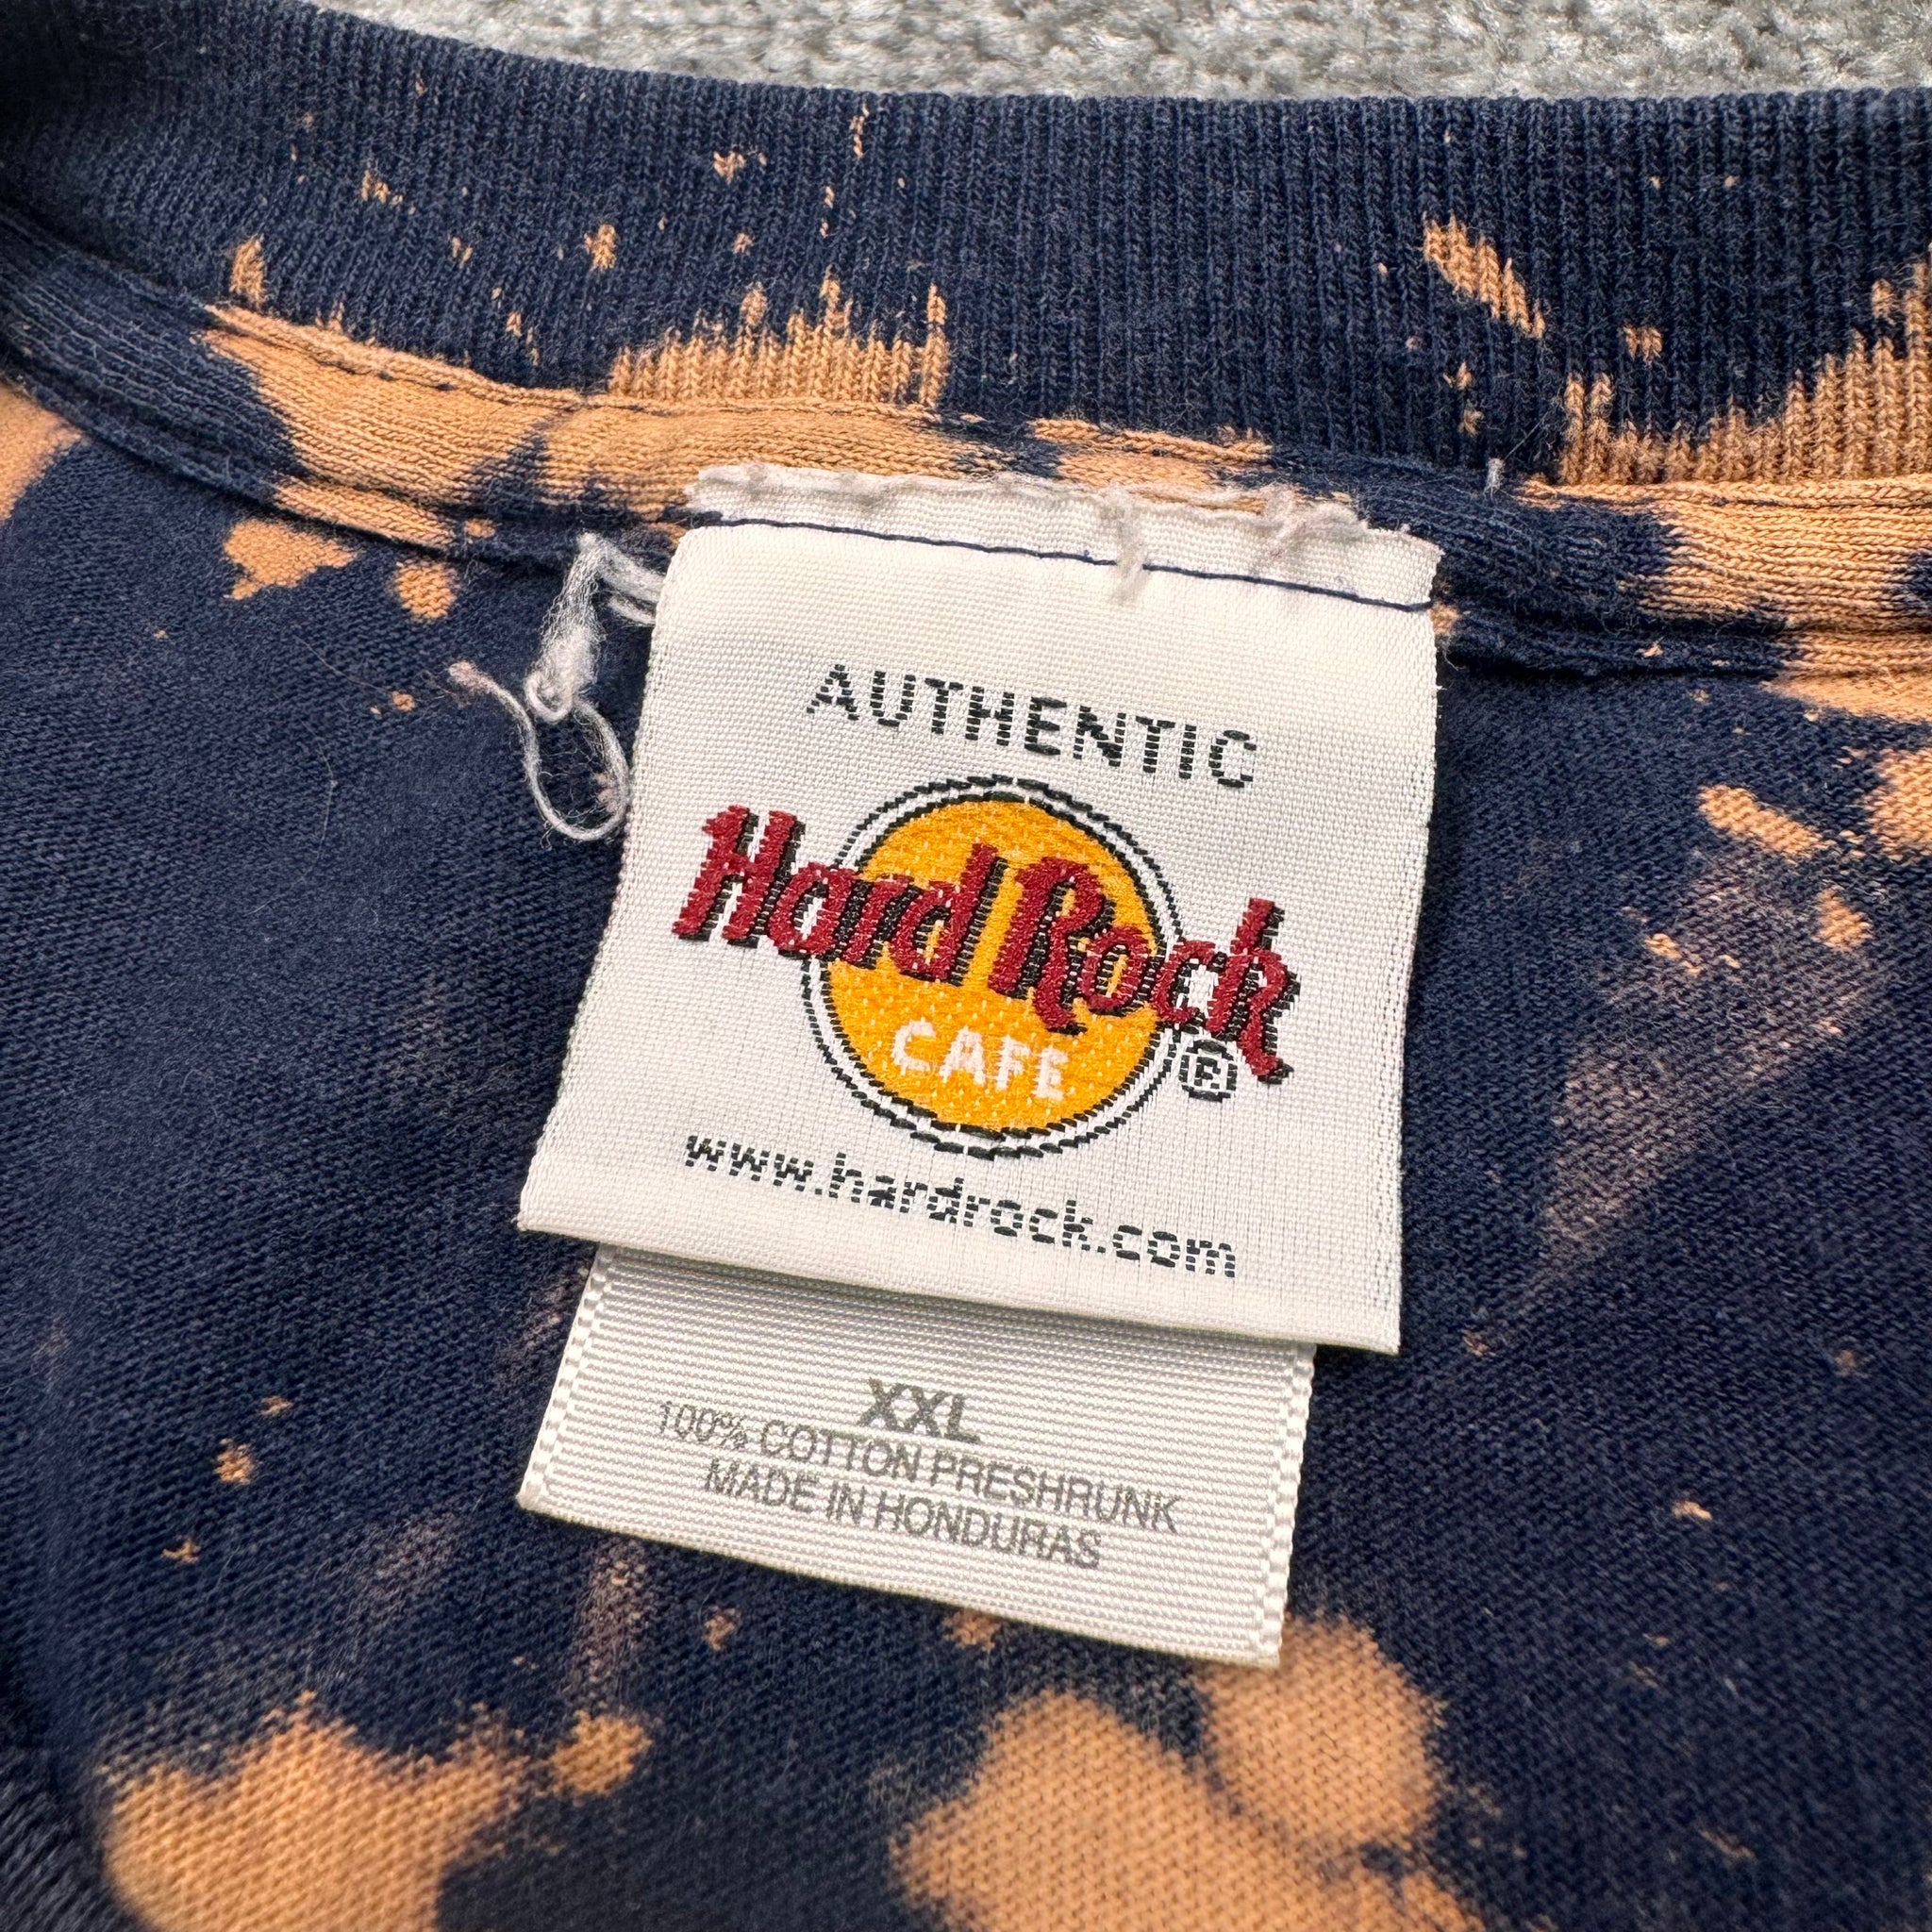 AUTHENTIC
Hard Rock
CAFE ®
www.hardrock.com
XXL
100% COTTON PRESHRUNK
MADE IN HONDURAS